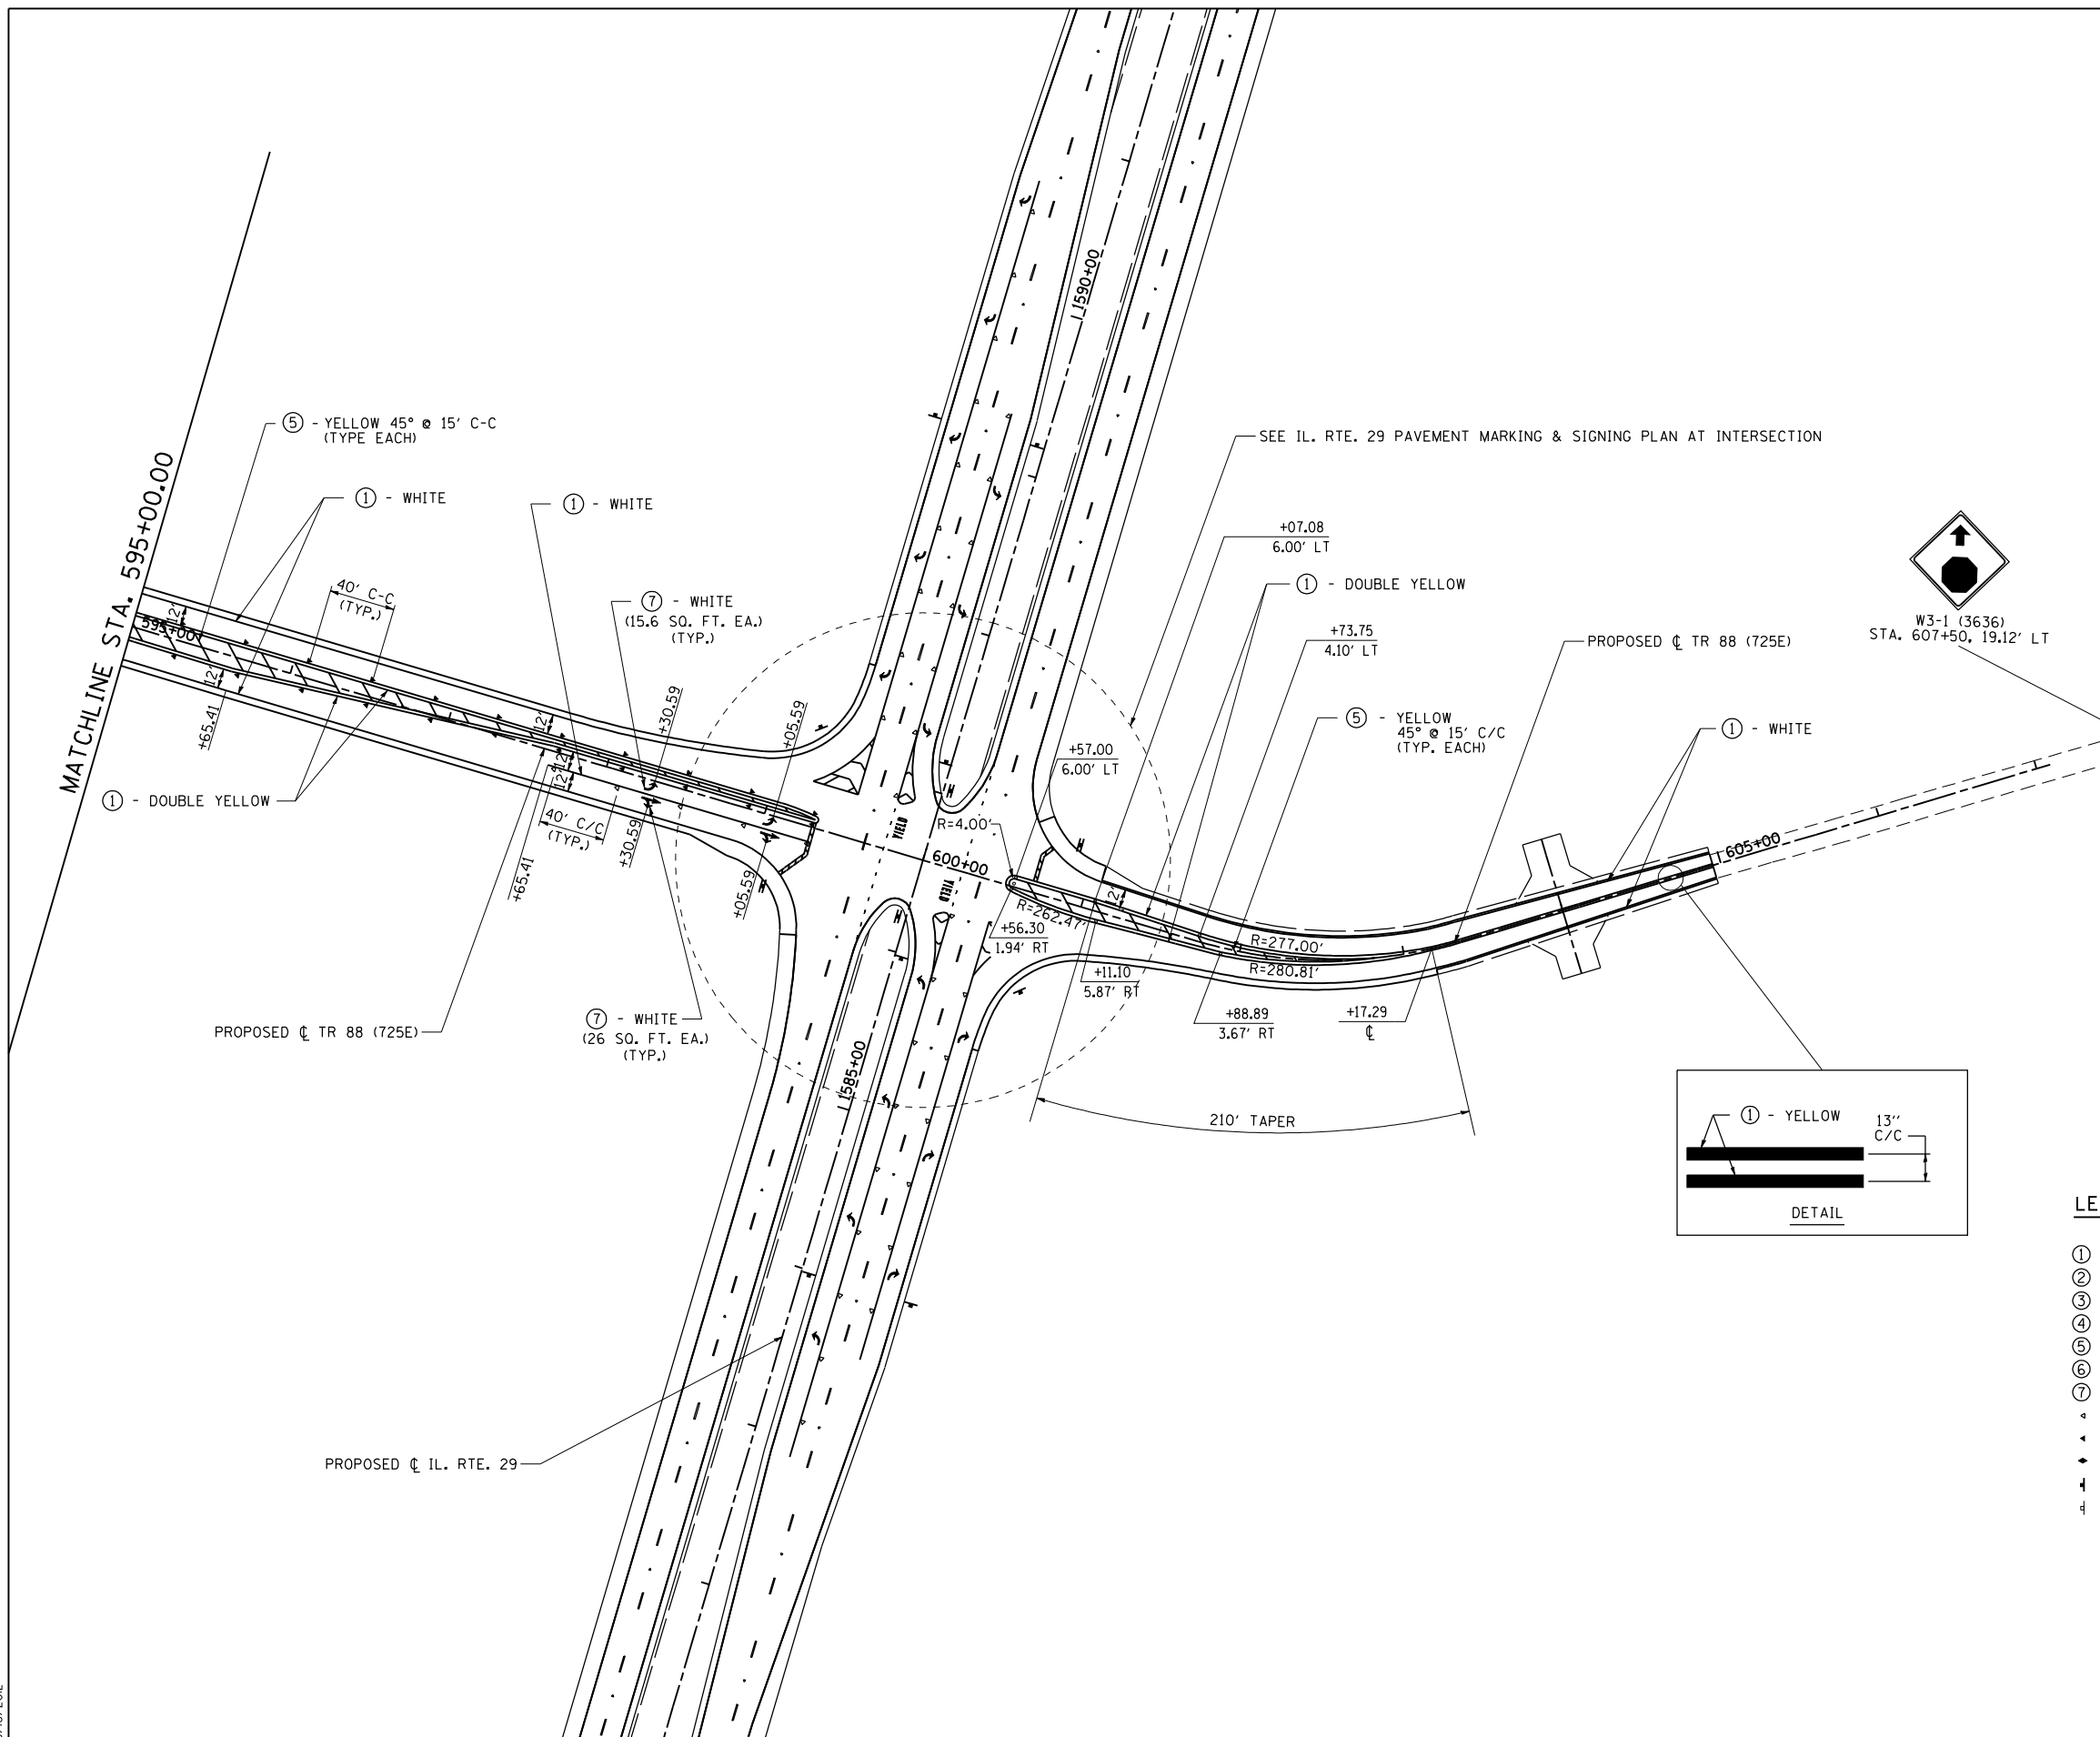 1590+00
⑤ - YELLOW 45° @ 15' C-C
(TYPE EACH)
① - WHITE
① - WHITE
SEE IL. RTE. 29 PAVEMENT MARKING & SIGNING PLAN AT INTERSECTION
+07.08
6.00' LT
① - DOUBLE YELLOW
MATCHLINE STA. 595+00.00
40' C-C
(TYP.)
12'
595+00
12'
+65.41
⑦ - WHITE
(15.6 SQ. FT. EA.)
(TYP.)
+73.75
4.10' LT
PROPOSED ℄ TR 88 (725E)
W3-1 (3636)
STA. 607+50, 19.12' LT
+30.59
+05.59
12'
12'
12'
⑤ - YELLOW
45° @ 15' C/C
(TYP. EACH)
① - WHITE
+57.00
6.00' LT
① - DOUBLE YELLOW
40' C/C
(TYP.)
+65.41
+30.59
+05.59
YIELD
R=4.00'
600+00
YIELD
12'
605+00
R=262.47'
+56.30
1.94' RT
R=277.00'
R=280.81'
+11.10
5.87' RT
+88.89
3.67' RT
+17.29
℄
PROPOSED ℄ TR 88 (725E)
⑦ - WHITE
(26 SQ. FT. EA.)
(TYP.)
1585+00
210' TAPER
① - YELLOW
13''
C/C
DETAIL
LE
①
②
③
④
⑤
⑥
⑦
PROPOSED ℄ IL. RTE. 29